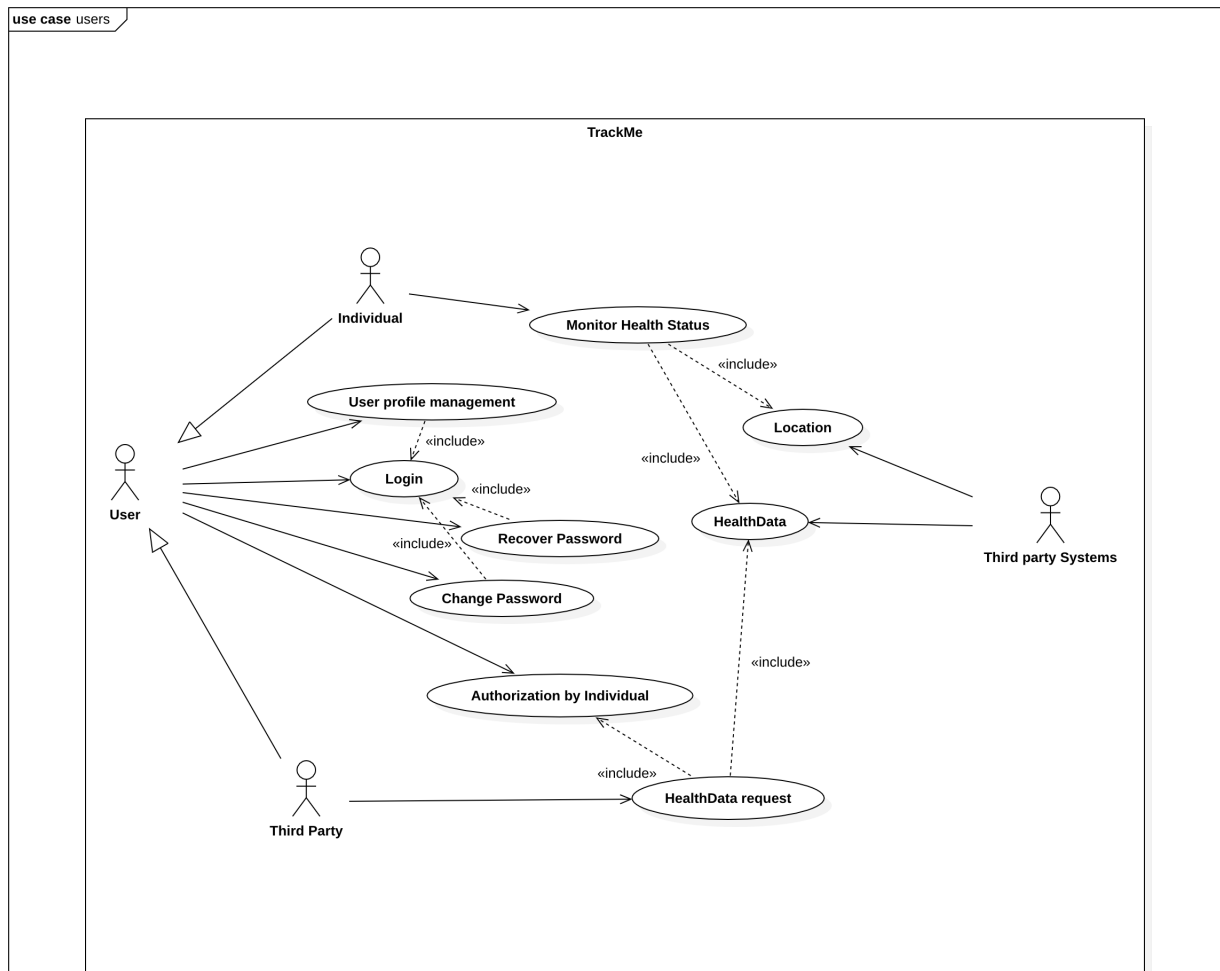 use case users
TrackMe
Individual
Monitor Health Status
«include»
User profile management
Location
«include»
«include»
Login
«include»
User
HealthData
Recover Password
«include»
Third party Systems
Change Password
«include»
Authorization by Individual
«include»
HealthData request
Third Party